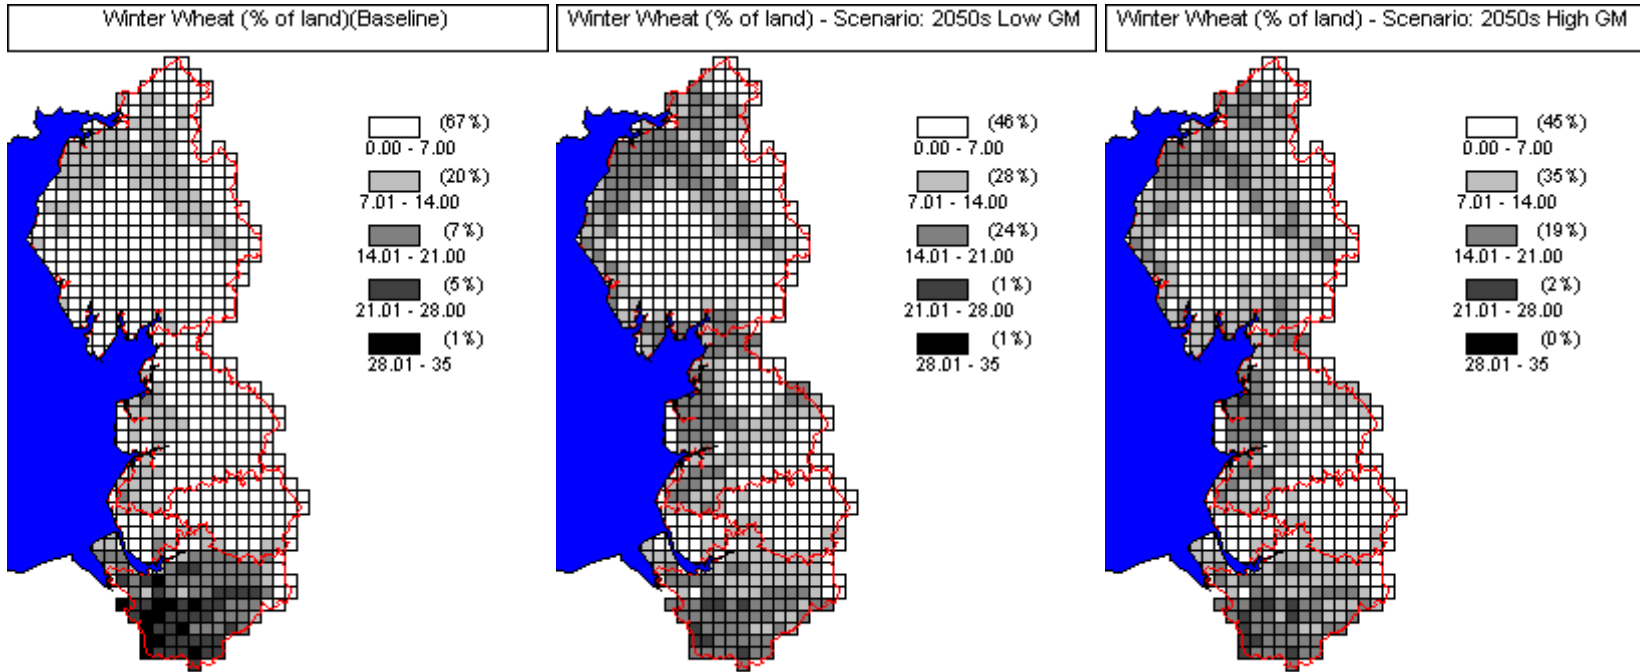 Winter Wheat (% of land)(Baseline)
(67%)
0.00 - 7.00
(20%)
7.01 - 14.00
(7%)
14.01 - 21.00
(5%)
21.01 - 28.00
(1%)
28.01 - 35
Winter Wheat (% of land) - Scenario: 2050s Low GM
(46%)
0.00 - 7.00
(28%)
7.01 - 14.00
(24%)
14.01 - 21.00
(1%)
21.01 - 28.00
(1%)
28.01 - 35
Winter Wheat (% of land) - Scenario: 2050s High GM
(45%)
0.00 - 7.00
(35%)
7.01 - 14.00
(19%)
14.01 - 21.00
(2%)
21.01 - 28.00
(0%)
28.01 - 35